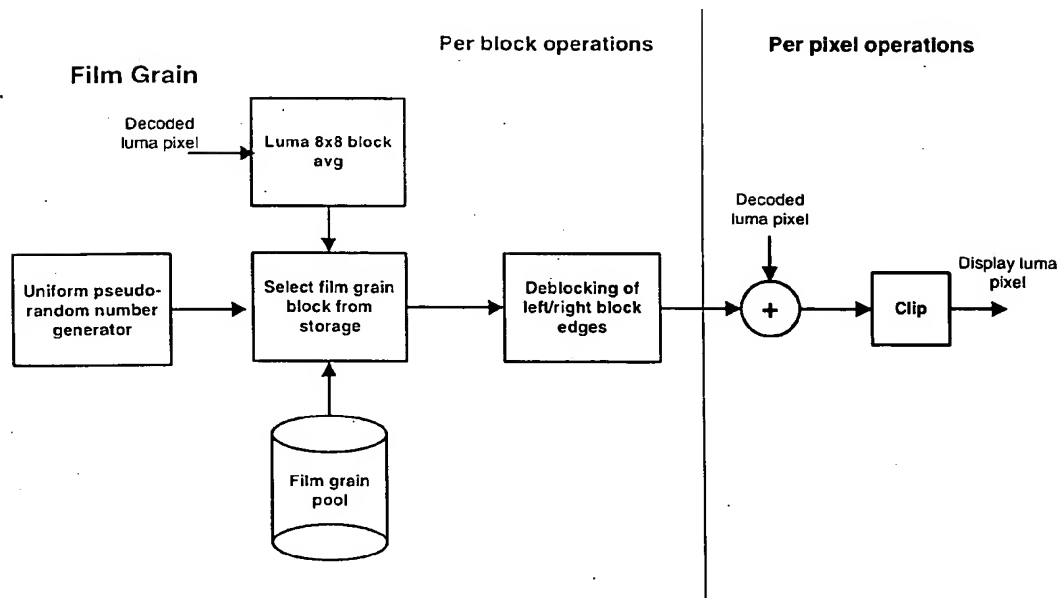 Per block operations
Per pixel operations
Film Grain
Decoded
luma pixel
Luma 8x8 block
avg
Decoded
luma pixel
Uniform pseudo-
random number
generator
Select film grain
block from
storage
Deblocking of
left/right block
edges
+
Clip
Display luma
pixel
Film grain
pool